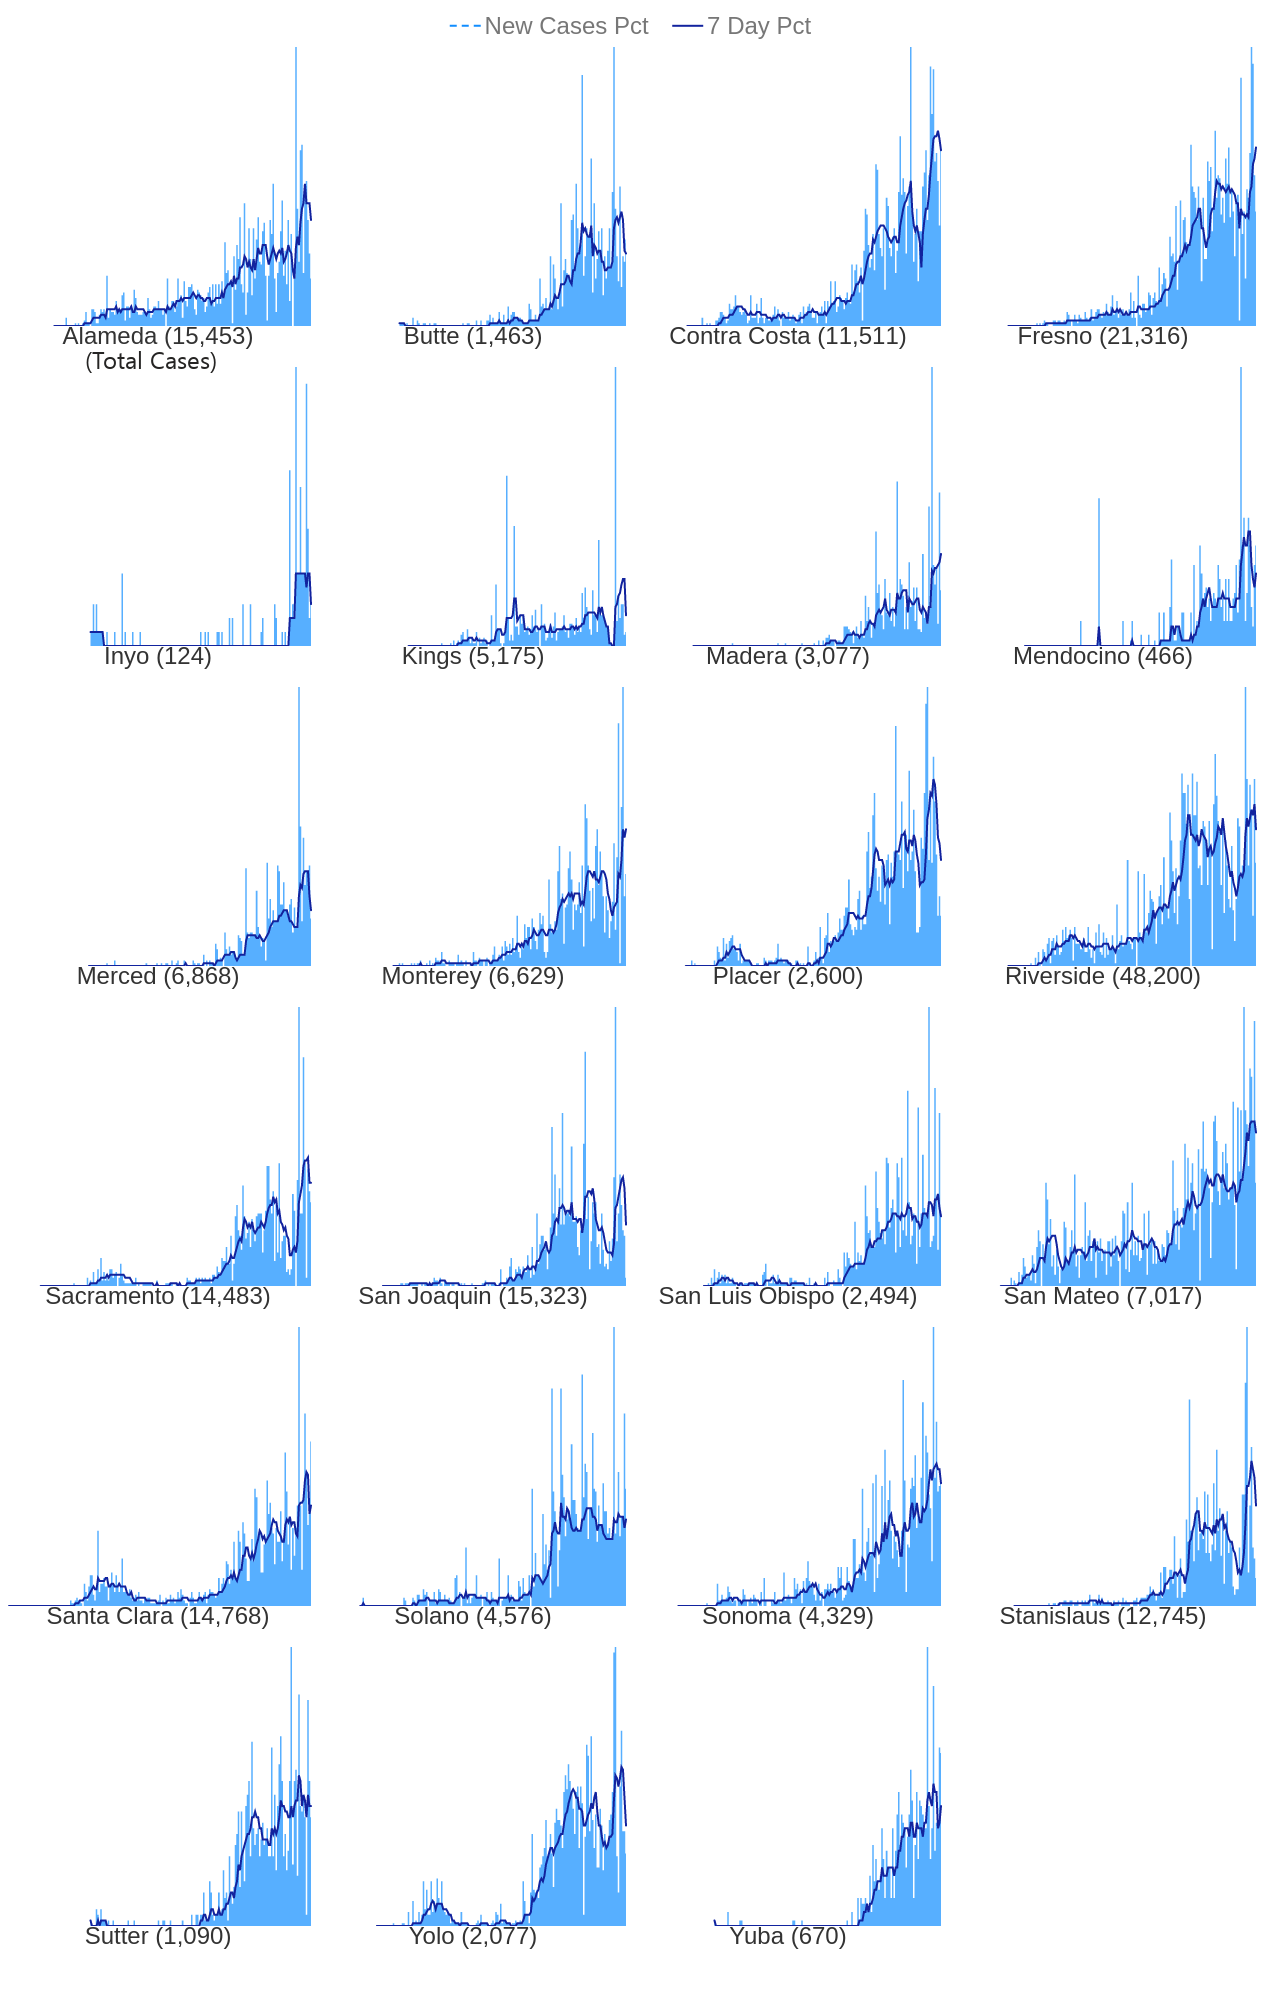 New Cases Pct 7 Day Pct
Alameda (15,453) Butte (1,463) Contra Costa (11,511) Fresno (21,316)
(Total Cases)
Inyo (124) Kings (5,175) Madera (3,077) Mendocino (466)
Merced (6,868) Monterey (6,629) Placer (2,600) Riverside (48,200)
Sacramento (14,483) San Joaquin (15,323) San Luis Obispo (2,494) San Mateo (7,017)
Santa Clara (14,768) Solano (4,576) Sonoma (4,329) Stanislaus (12,745)
Sutter (1,090) Yolo (2,077) Yuba (670)